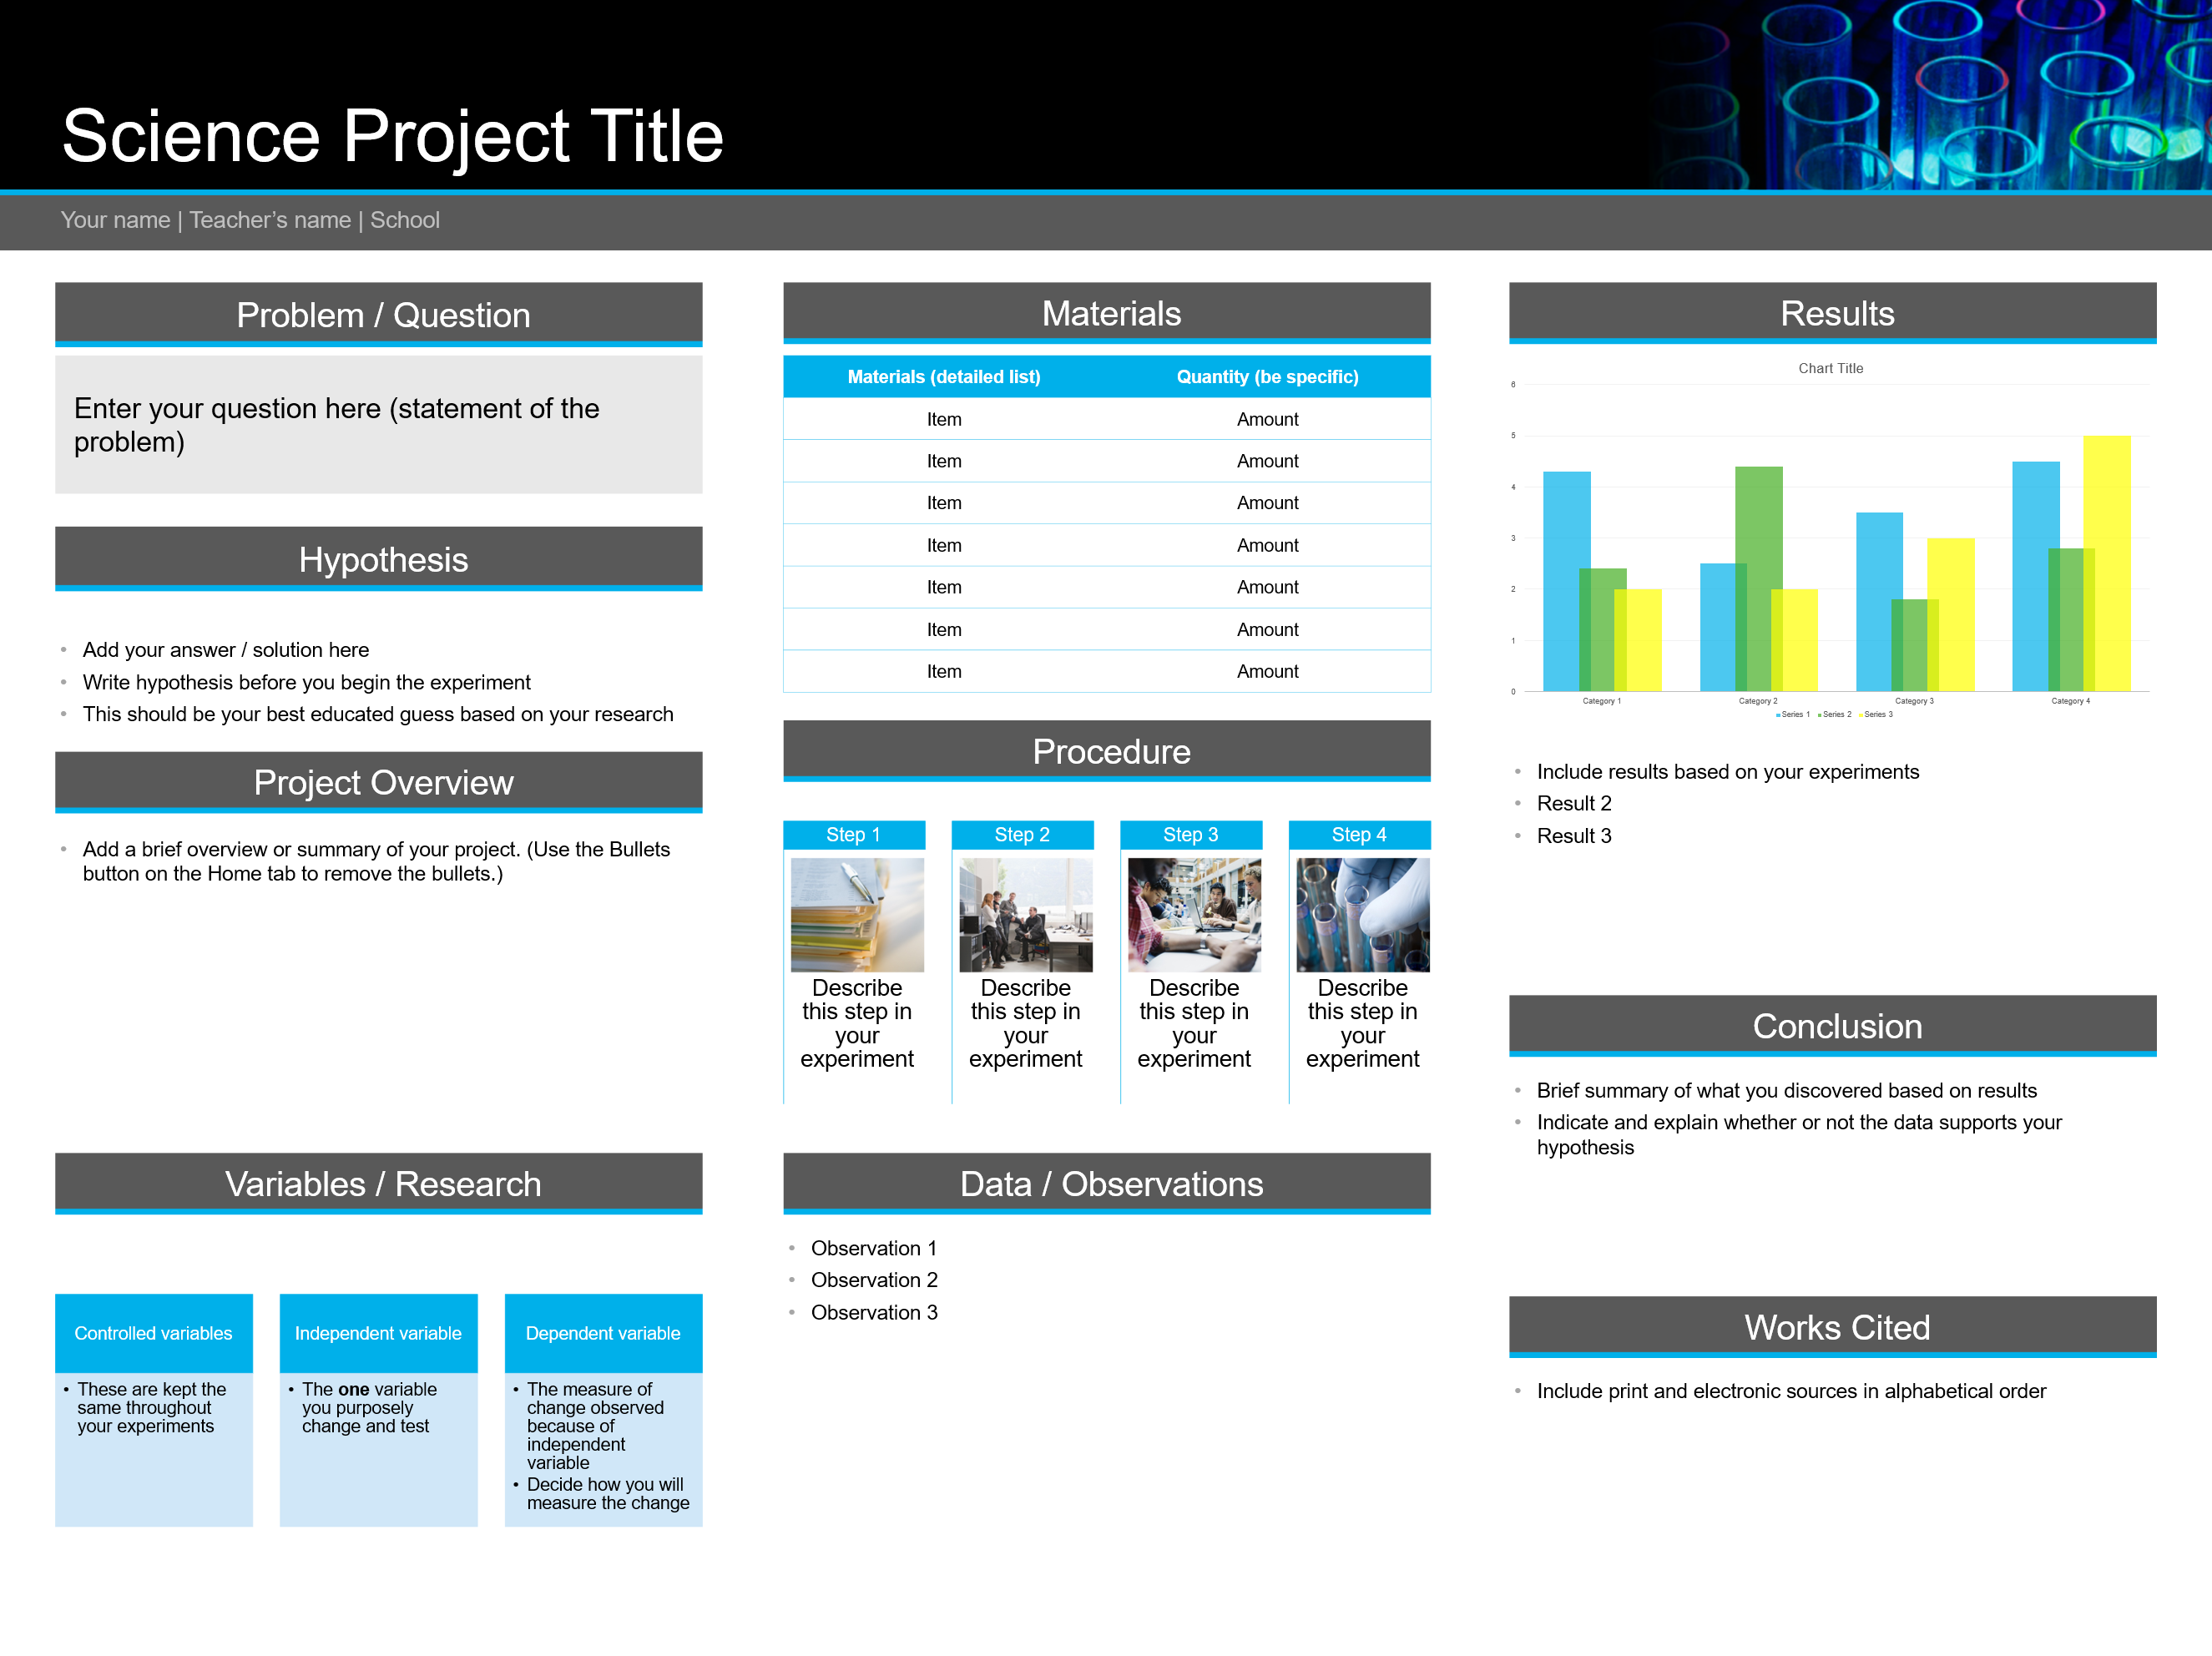 Science Project Title
Your name | Teacher’s name | School
Problem / Question
Enter your question here (statement of the
problem)
Hypothesis
• Add your answer / solution here
• Write hypothesis before you begin the experiment
• This should be your best educated guess based on your research
Project Overview
• Add a brief overview or summary of your project. (Use the Bullets
button on the Home tab to remove the bullets.)
Variables / Research
Controlled variables
• These are kept the
same throughout
your experiments
Independent variable
• The one variable
you purposely
change and test
Dependent variable
• The measure of
change observed
because of
independent
variable
• Decide how you will
measure the change
Materials
Materials (detailed list) Quantity (be specific)
Item Amount
Item Amount
Item Amount
Item Amount
Item Amount
Item Amount
Item Amount
Procedure
Step 1
Describe
this step in
your
experiment
Step 2
Describe
this step in
your
experiment
Step 3
Describe
this step in
your
experiment
Step 4
Describe
this step in
your
experiment
Data / Observations
• Observation 1
• Observation 2
• Observation 3
Results
Chart Title
6
5
4
3
2
1
0
Category 1 Category 2 Category 3 Category 4
Series 1 Series 2 Series 3
• Include results based on your experiments
• Result 2
• Result 3
Conclusion
• Brief summary of what you discovered based on results
• Indicate and explain whether or not the data supports your
hypothesis
Works Cited
• Include print and electronic sources in alphabetical order